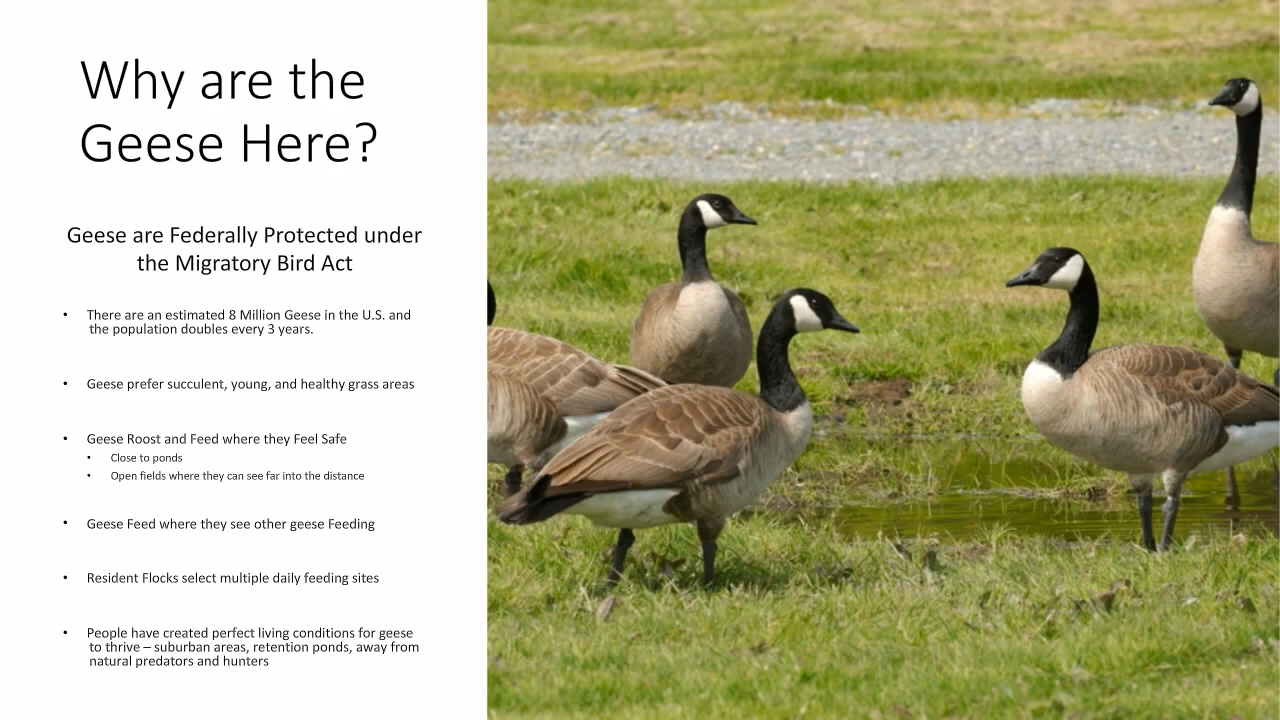 Why are the
Geese Here?
Geese are Federally Protected under
the Migratory Bird Act
• There are an estimated 8 Million Geese in the U.S. and
the population doubles every 3 years.
• Geese prefer succulent, young, and healthy grass areas
• Geese Roost and Feed where they Feel Safe
• Close to ponds
• Open fields where they can see far into the distance
• Geese Feed where they see other geese Feeding
• Resident Flocks select multiple daily feeding sites
• People have created perfect living conditions for geese
to thrive – suburban areas, retention ponds, away from
natural predators and hunters